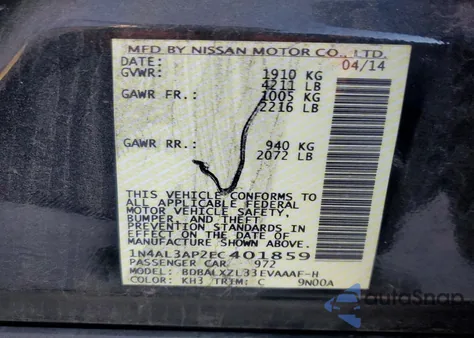 MFD BY NISSAN MOTOR CO., LTD.
DATE: 04/14
GVWR: 1910 KG
4211 LB
GAWR FR.: 1005 KG
2216 LB
GAWR RR.: 940 KG
2072 LB
THIS VEHICLE CONFORMS TO
ALL APPLICABLE FEDERAL
MOTOR VEHICLE SAFETY,
BUMPER, AND THEFT
PREVENTION STANDARDS IN
EFFECT ON THE DATE OF
MANUFACTURE SHOWN ABOVE.
1N4AL3AP2EC401859
PASSENGER CAR 972
MODEL: BDBALXZL33EVAAAF-H
COLOR: KH3 TRIM: C 9N00A
autoSnap